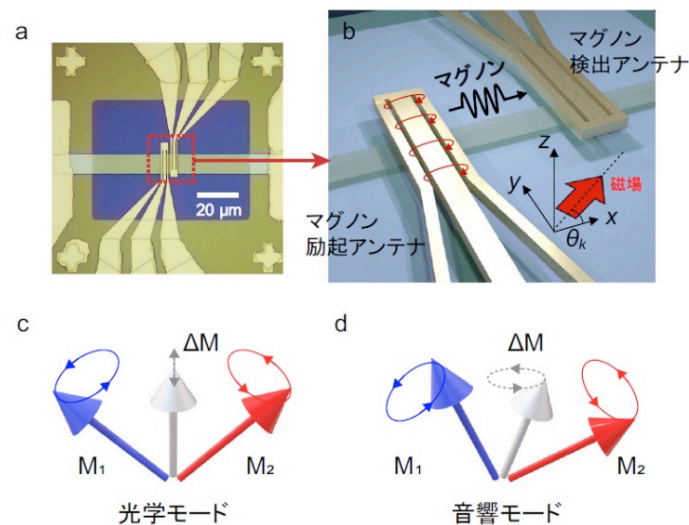 a
20 µm
b
マグノン
マグノン
検出アンテナ
マグノン
励起アンテナ
z
y
x
磁場
θk
c
ΔM
M1
M2
光学モード
d
ΔM
M1
M2
音響モード